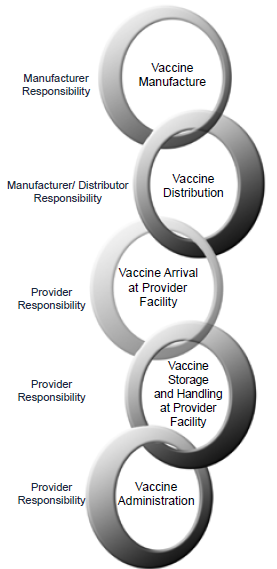 Vaccine
Manufacture
Manufacturer
Responsibility
Vaccine
Distribution
Manufacturer/ Distributor
Responsibility
Vaccine Arrival
at Provider
Facility
Provider
Responsibility
Vaccine
Storage
and Handling
at Provider
Facility
Provider
Responsibility
Vaccine
Administration
Provider
Responsibility